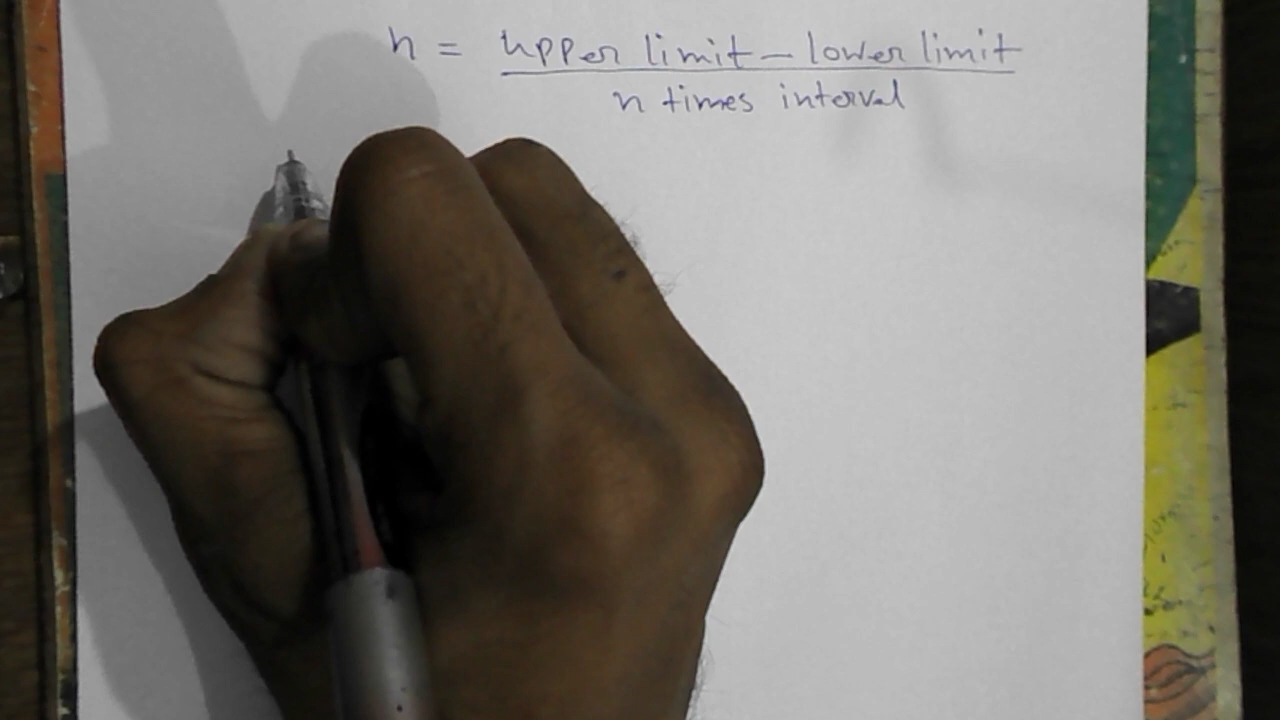 h = upper limit - lower limit
n times interval